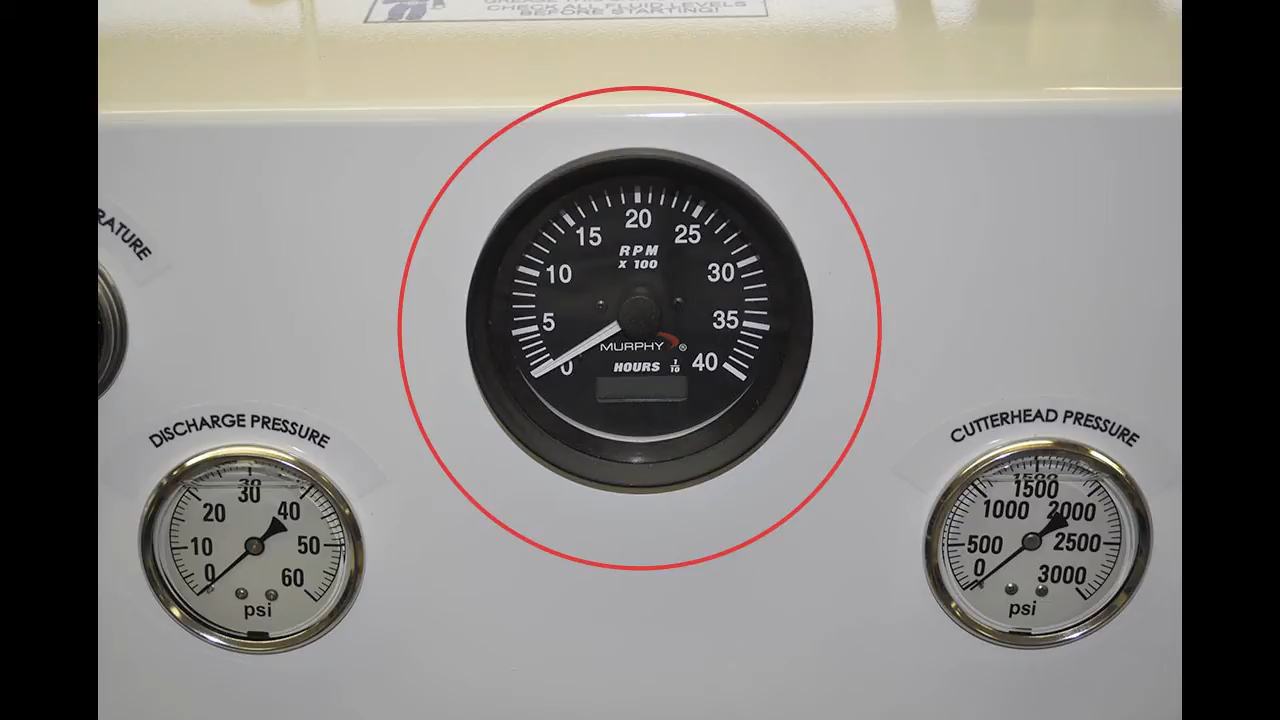 CHECK ALL FLUID LEVELS
BEFORE STARTING!
RATURE
0
5
10
15
20
25
30
35
40
RPM
X 100
MURPHY ®
HOURS 1/10
DISCHARGE PRESSURE
0
10
20
30
40
50
60
psi
CUTTERHEAD PRESSURE
0
500
1000
1500
2000
2500
3000
psi